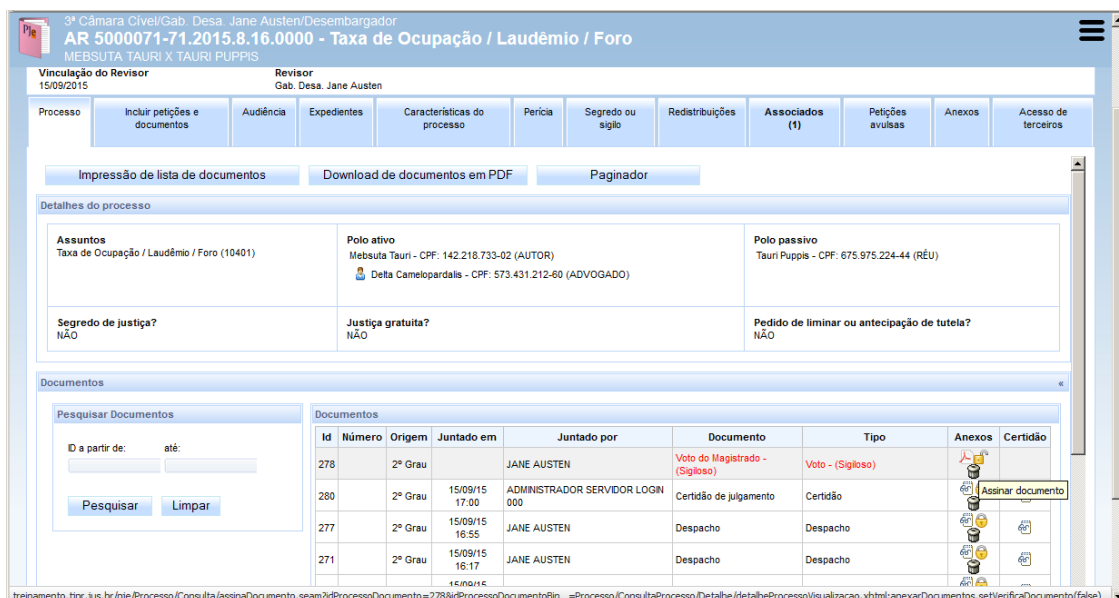 PJe
3ª Câmara Cível/Gab. Desa. Jane Austen/Desembargador
AR 5000071-71.2015.8.16.0000 - Taxa de Ocupação / Laudêmio / Foro
MEBSUTA TAURI X TAURI PUPPIS
Vinculação do Revisor Revisor
15/09/2015 Gab. Desa. Jane Austen
Processo Incluir petições e documentos Audiência Expedientes Características do processo Perícia Segredo ou sigilo Redistribuições Associados (1) Petições avulsas Anexos Acesso de terceiros
Impressão de lista de documentos Download de documentos em PDF Paginador
Detalhes do processo
Assuntos Polo ativo Polo passivo
Taxa de Ocupação / Laudêmio / Foro (10401) Mebsuta Tauri - CPF: 142.218.733-02 (AUTOR) Tauri Puppis - CPF: 675.975.224-44 (RÉU)
Delta Camelopardalis - CPF: 573.431.212-60 (ADVOGADO)
Segredo de justiça? Justiça gratuita? Pedido de liminar ou antecipação de tutela?
NÃO NÃO NÃO
Documentos «
Pesquisar Documentos
ID a partir de: até:
Pesquisar Limpar
Documentos
Id Número Origem Juntado em Juntado por Documento Tipo Anexos Certidão
278 2º Grau JANE AUSTEN Voto do Magistrado - (Sigiloso) Voto - (Sigiloso)
Assinar documento
280 2º Grau 15/09/15 17:00 ADMINISTRADOR SERVIDOR LOGIN 000 Certidão de julgamento Certidão
277 2º Grau 15/09/15 16:55 JANE AUSTEN Despacho Despacho
271 2º Grau 15/09/15 16:17 JANE AUSTEN Despacho Despacho
15/09/15